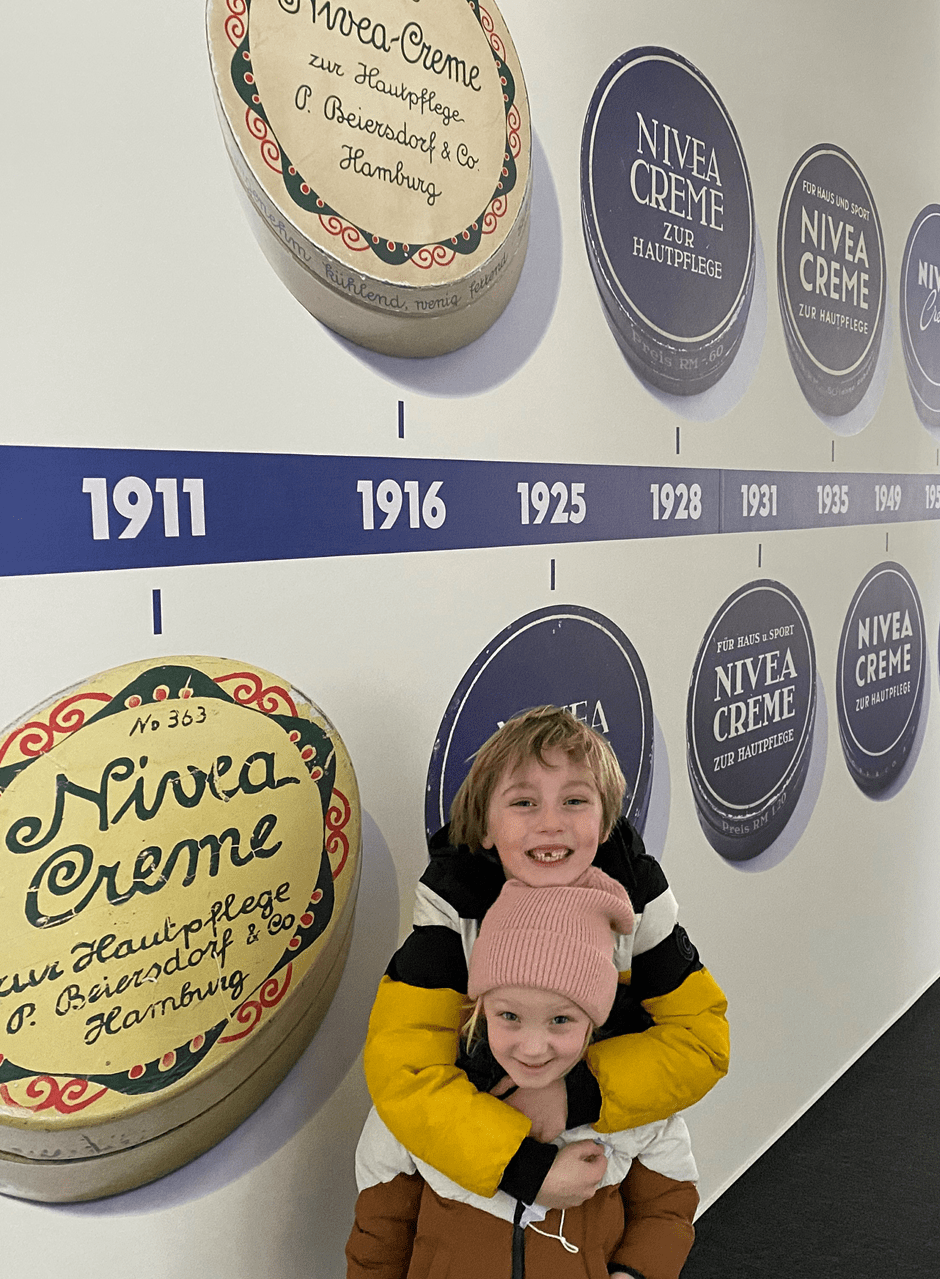 Nivea-Creme
zur Hautpflege
P. Beiersdorf & Co.
Hamburg
kühlend, wenig fettend
NIVEA
CREME
ZUR
HAUTPFLEGE
Preis RM -.60
FÜR HAUS UND SPORT
NIVEA
CREME
ZUR HAUTPFLEGE
1911
1916
1925
1928
1931
1935
1949
No 363
Nivea
Creme
zur Hautpflege
P. Beiersdorf & Co
Hamburg
NIVEA
FÜR HAUS u. SPORT
NIVEA
CREME
ZUR HAUTPFLEGE
Preis RM
NIVEA
CREME
ZUR HAUTPFLEGE